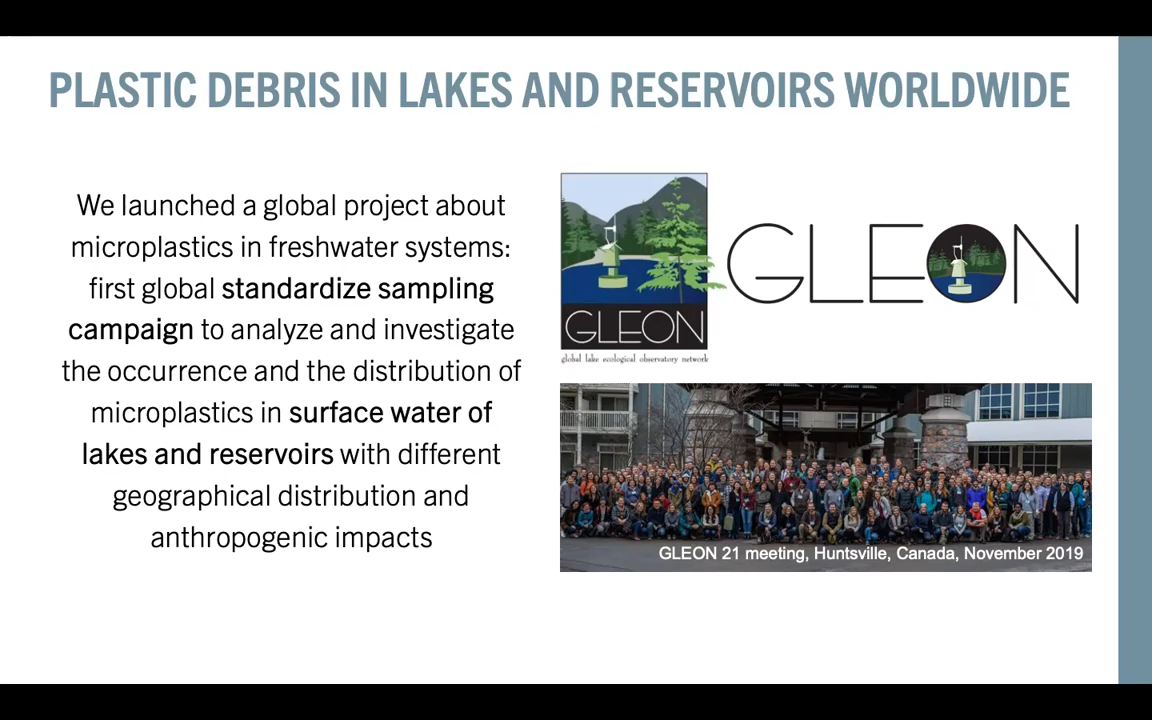 PLASTIC DEBRIS IN LAKES AND RESERVOIRS WORLDWIDE
We launched a global project about
microplastics in freshwater systems:
first global standardize sampling
campaign to analyze and investigate
the occurrence and the distribution of
microplastics in surface water of
lakes and reservoirs with different
geographical distribution and
anthropogenic impacts
GLEON
global lake ecological observatory network
GLEON
GLEON 21 meeting, Huntsville, Canada, November 2019